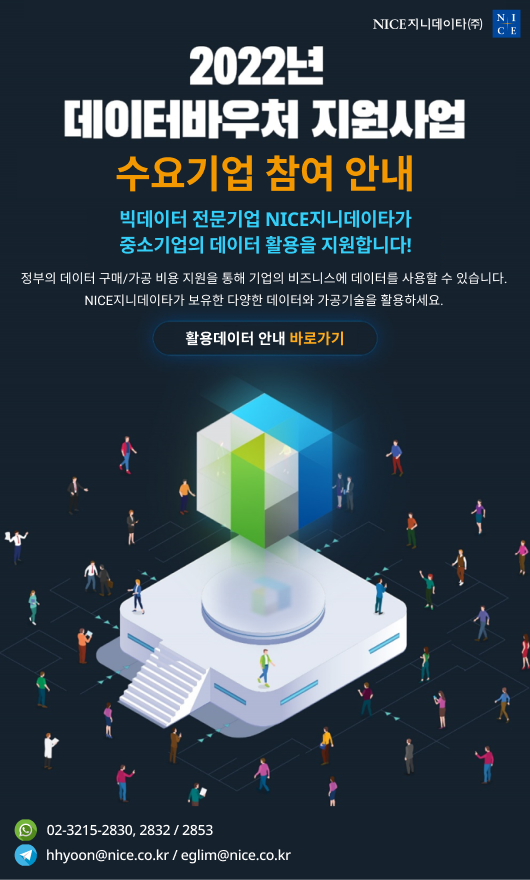 NICE지니데이타(주)
N I
C E
2022년
데이터바우처 지원사업
수요기업 참여 안내
빅데이터 전문기업 NICE지니데이타가
중소기업의 데이터 활용을 지원합니다!
정부의 데이터 구매/가공 비용 지원을 통해 기업의 비즈니스에 데이터를 사용할 수 있습니다.
NICE지니데이타가 보유한 다양한 데이터와 가공기술을 활용하세요.
활용데이터 안내 바로가기
02-3215-2830, 2832 / 2853
hhyoon@nice.co.kr / eglim@nice.co.kr